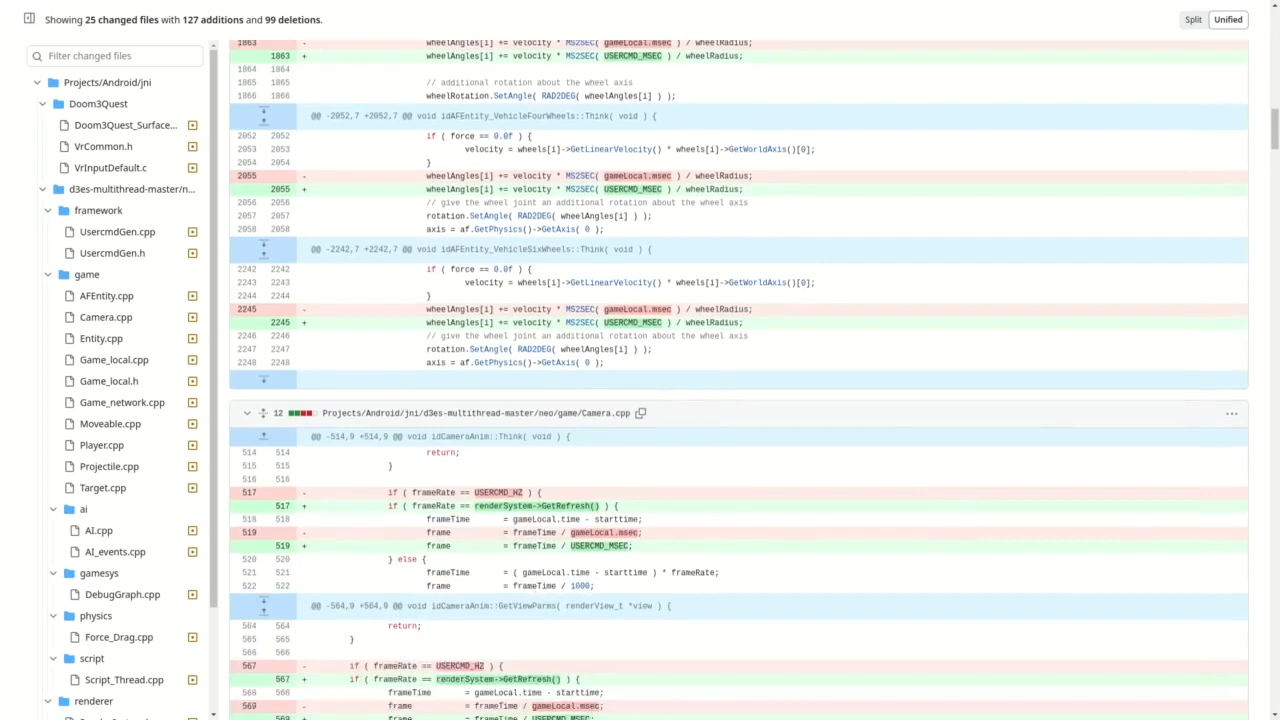 Showing 25 changed files with 127 additions and 99 deletions.
Split Unified
Filter changed files
Projects/Android/jni
Doom3Quest
Doom3Quest_Surface...
VrCommon.h
VrInputDefault.c
d3es-multithread-master/n...
framework
UsercmdGen.cpp
UsercmdGen.h
game
AFEntity.cpp
Camera.cpp
Entity.cpp
Game_local.cpp
Game_local.h
Game_network.cpp
Moveable.cpp
Player.cpp
Projectile.cpp
Target.cpp
ai
AI.cpp
AI_events.cpp
gamesys
DebugGraph.cpp
physics
Force_Drag.cpp
script
Script_Thread.cpp
renderer
1863 - wheelAngles[i] += velocity * MS2SEC( gameLocal.msec ) / wheelRadius;
1863 + wheelAngles[i] += velocity * MS2SEC( USERCMD_MSEC ) / wheelRadius;
1864 1864
1865 1865 // additional rotation about the wheel axis
1866 1866 wheelRotation.SetAngle( RAD2DEG( wheelAngles[i] ) );
@@ -2052,7 +2052,7 @@ void idAFEntity_VehicleFourWheels::Think( void ) {
2052 2052 if ( force == 0.0f ) {
2053 2053 velocity = wheels[i]->GetLinearVelocity() * wheels[i]->GetWorldAxis()[0];
2054 2054 }
2055 - wheelAngles[i] += velocity * MS2SEC( gameLocal.msec ) / wheelRadius;
2055 + wheelAngles[i] += velocity * MS2SEC( USERCMD_MSEC ) / wheelRadius;
2056 2056 // give the wheel joint an additional rotation about the wheel axis
2057 2057 rotation.SetAngle( RAD2DEG( wheelAngles[i] ) );
2058 2058 axis = af.GetPhysics()->GetAxis( 0 );
@@ -2242,7 +2242,7 @@ void idAFEntity_VehicleSixWheels::Think( void ) {
2242 2242 if ( force == 0.0f ) {
2243 2243 velocity = wheels[i]->GetLinearVelocity() * wheels[i]->GetWorldAxis()[0];
2244 2244 }
2245 - wheelAngles[i] += velocity * MS2SEC( gameLocal.msec ) / wheelRadius;
2245 + wheelAngles[i] += velocity * MS2SEC( USERCMD_MSEC ) / wheelRadius;
2246 2246 // give the wheel joint an additional rotation about the wheel axis
2247 2247 rotation.SetAngle( RAD2DEG( wheelAngles[i] ) );
2248 2248 axis = af.GetPhysics()->GetAxis( 0 );
12 Projects/Android/jni/d3es-multithread-master/neo/game/Camera.cpp
@@ -514,9 +514,9 @@ void idCameraAnim::Think( void ) {
514 514 return;
515 515 }
516 516
517 - if ( frameRate == USERCMD_HZ ) {
517 + if ( frameRate == renderSystem->GetRefresh() ) {
518 518 frameTime = gameLocal.time - starttime;
519 - frame = frameTime / gameLocal.msec;
519 + frame = frameTime / USERCMD_MSEC;
520 520 } else {
521 521 frameTime = ( gameLocal.time - starttime ) * frameRate;
522 522 frame = frameTime / 1000;
@@ -564,9 +564,9 @@ void idCameraAnim::GetViewParms( renderView_t *view ) {
564 564 return;
565 565 }
566 566
567 - if ( frameRate == USERCMD_HZ ) {
567 + if ( frameRate == renderSystem->GetRefresh() ) {
568 568 frameTime = gameLocal.time - starttime;
569 - frame = frameTime / gameLocal.msec;
569 + frame = frameTime / USERCMD_MSEC;